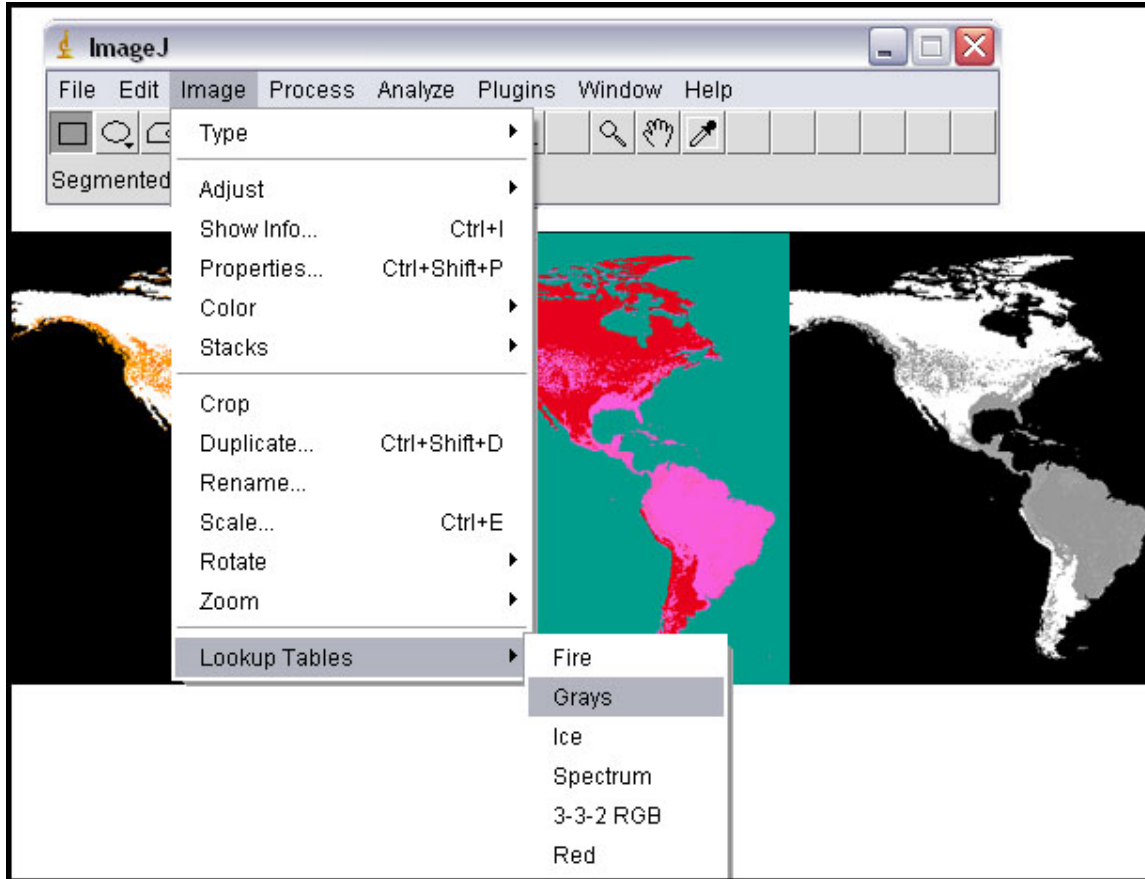 ImageJ
File Edit Image Process Analyze Plugins Window Help
Segmented
Type
Adjust
Show Info... Ctrl+I
Properties... Ctrl+Shift+P
Color
Stacks
Crop
Duplicate... Ctrl+Shift+D
Rename...
Scale... Ctrl+E
Rotate
Zoom
Lookup Tables
Fire
Grays
Ice
Spectrum
3-3-2 RGB
Red